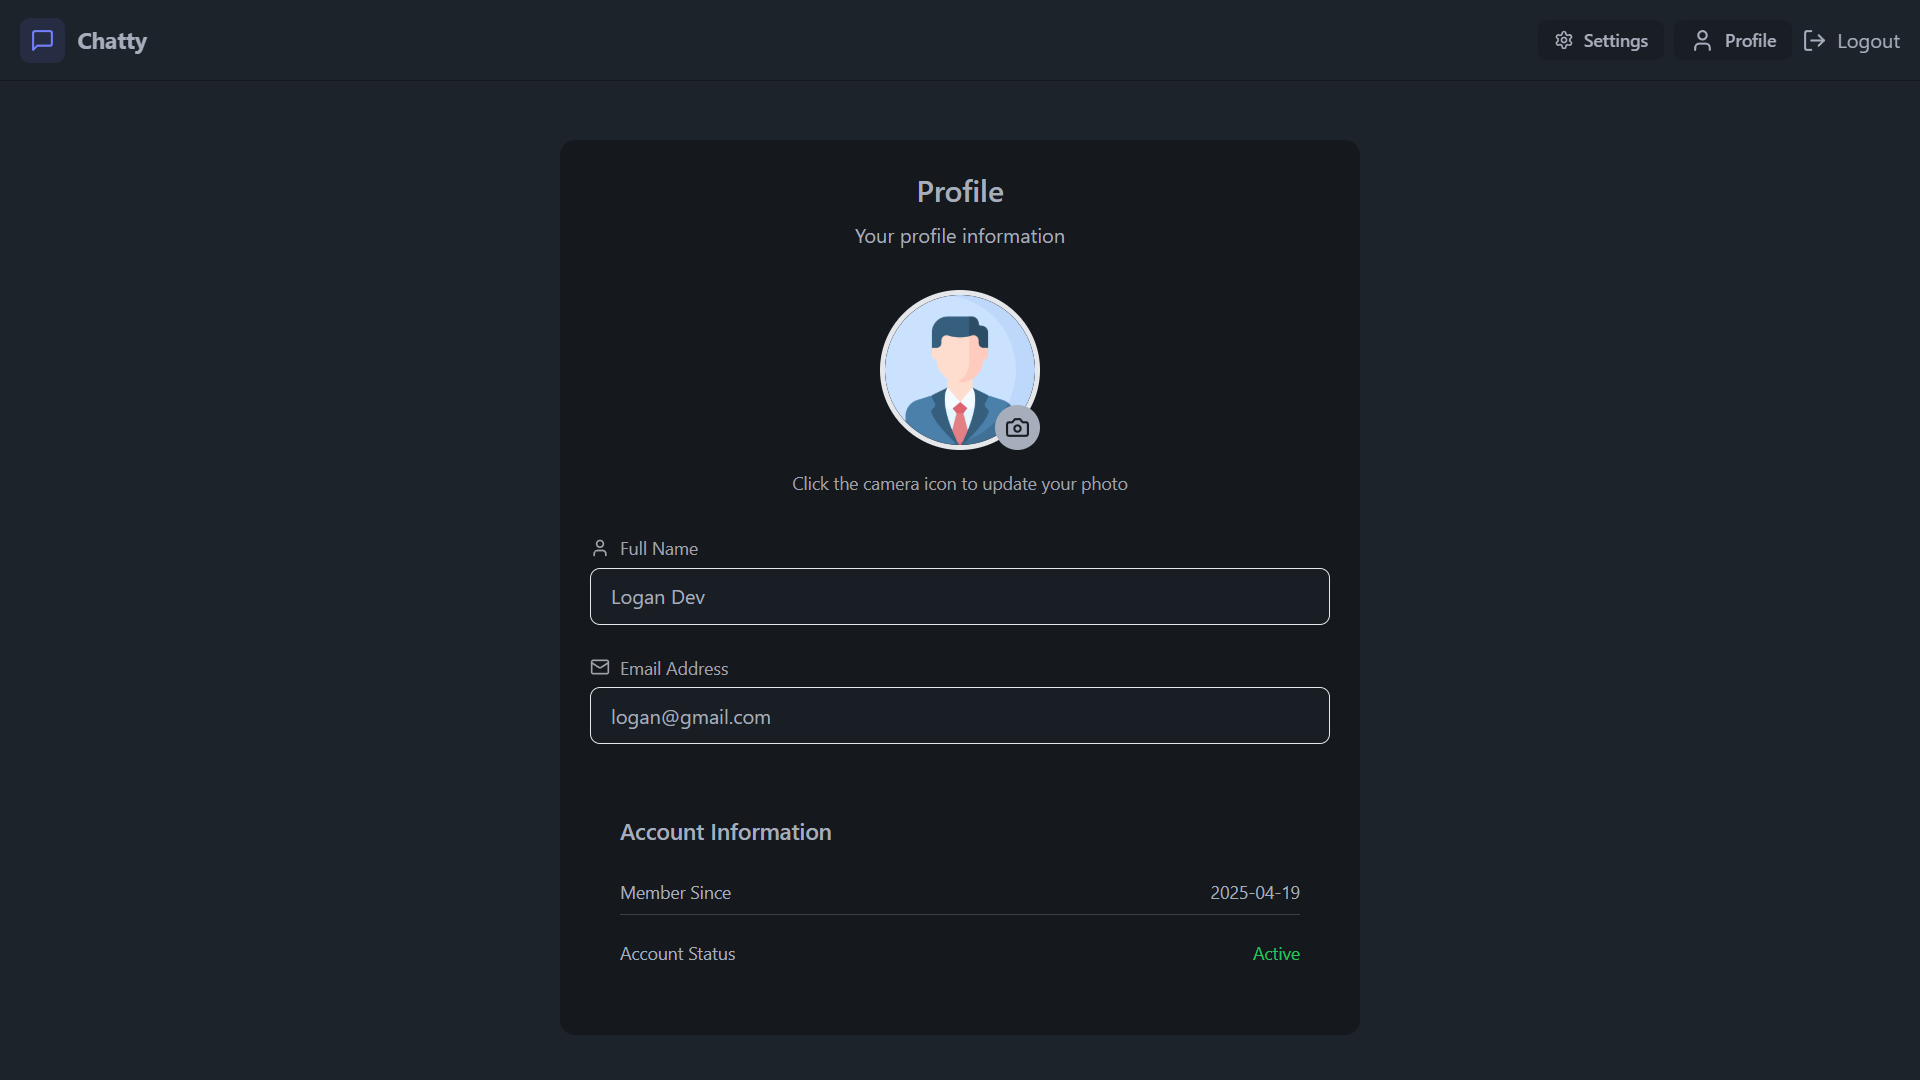 Chatty
Settings
Profile
Logout
Profile
Your profile information
Click the camera icon to update your photo
Full Name
Logan Dev
Email Address
logan@gmail.com
Account Information
Member Since 2025-04-19
Account Status Active